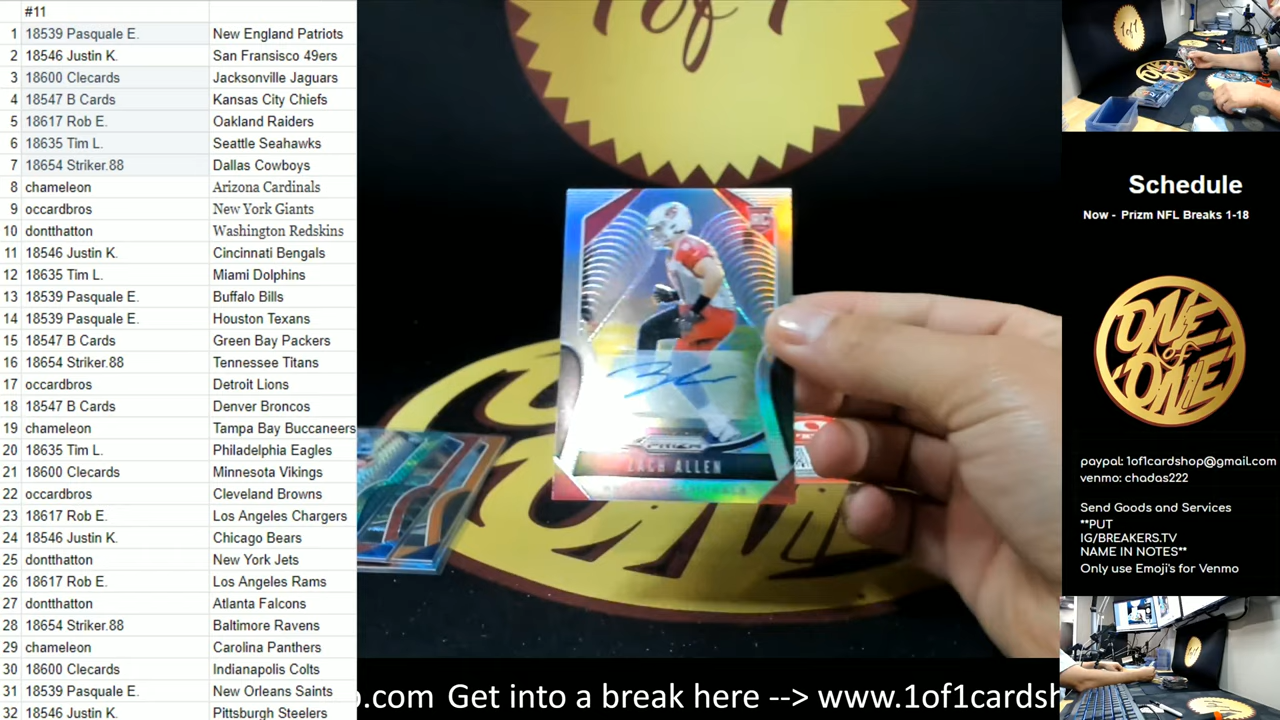 #11
1 18539 Pasquale E. New England Patriots
2 18546 Justin K. San Fransisco 49ers
3 18600 Clecards Jacksonville Jaguars
4 18547 B Cards Kansas City Chiefs
5 18617 Rob E. Oakland Raiders
6 18635 Tim L. Seattle Seahawks
7 18654 Striker.88 Dallas Cowboys
8 chameleon Arizona Cardinals
9 occardbros New York Giants
10 dontthatton Washington Redskins
11 18546 Justin K. Cincinnati Bengals
12 18635 Tim L. Miami Dolphins
13 18539 Pasquale E. Buffalo Bills
14 18539 Pasquale E. Houston Texans
15 18547 B Cards Green Bay Packers
16 18654 Striker.88 Tennessee Titans
17 occardbros Detroit Lions
18 18547 B Cards Denver Broncos
19 chameleon Tampa Bay Buccaneers
20 18635 Tim L. Philadelphia Eagles
21 18600 Clecards Minnesota Vikings
22 occardbros Cleveland Browns
23 18617 Rob E. Los Angeles Chargers
24 18546 Justin K. Chicago Bears
25 dontthatton New York Jets
26 18617 Rob E. Los Angeles Rams
27 dontthatton Atlanta Falcons
28 18654 Striker.88 Baltimore Ravens
29 chameleon Carolina Panthers
30 18600 Clecards Indianapolis Colts
31 18539 Pasquale E. New Orleans Saints
32 18546 Justin K. Pittsburgh Steelers
1of1
RC
PRIZM
ZACH ALLEN
o.com Get into a break here --> www.1of1cardsh
1of1
Schedule
Now - Prizm NFL Breaks 1-18
ONE
of
ONE
paypal: 1of1cardshop@gmail.com
venmo: chadas222
Send Goods and Services
**PUT
IG/BREAKERS.TV
NAME IN NOTES**
Only use Emoji's for Venmo